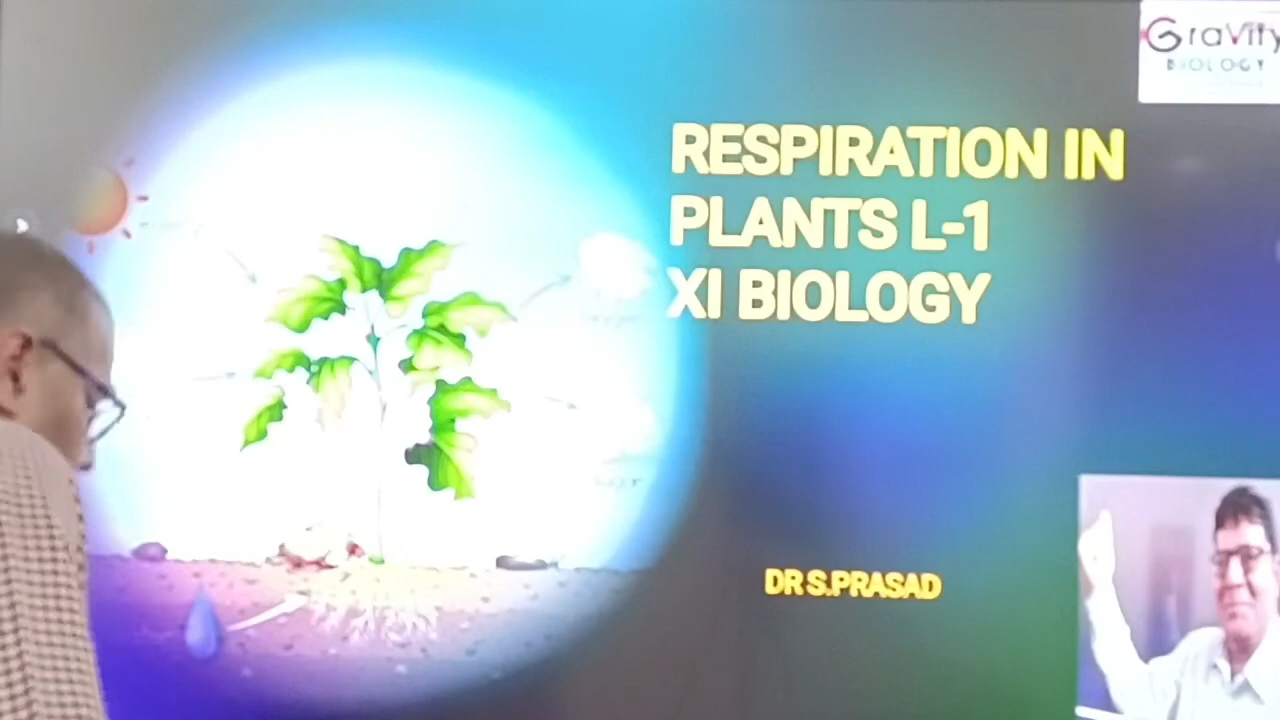 GraVity
BIOLOGY
RESPIRATION IN
PLANTS L-1
XI BIOLOGY
DR S.PRASAD